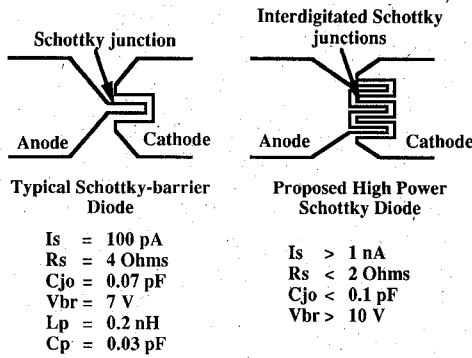 Schottky junction
Anode
Cathode
Typical Schottky-barrier
Diode
Is = 100 pA
Rs = 4 Ohms
Cjo = 0.07 pF
Vbr = 7 V
Lp = 0.2 nH
Cp = 0.03 pF
Interdigitated Schottky
junctions
Anode
Cathode
Proposed High Power
Schottky Diode
Is > 1 nA
Rs < 2 Ohms
Cjo < 0.1 pF
Vbr > 10 V